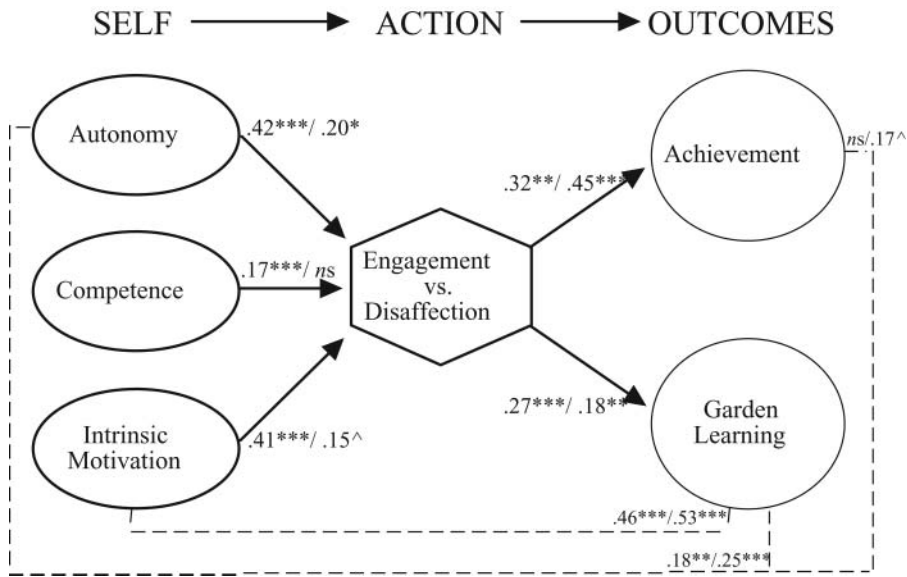 SELF ACTION OUTCOMES
Autonomy
.42***/ .20*
Achievement
ns/.17^
.32**/ .45***
Competence
.17***/ ns
Engagement
vs.
Disaffection
Intrinsic
Motivation
.41***/ .15^
.27***/ .18**
Garden
Learning
.46***/.53***
.18**/.25***